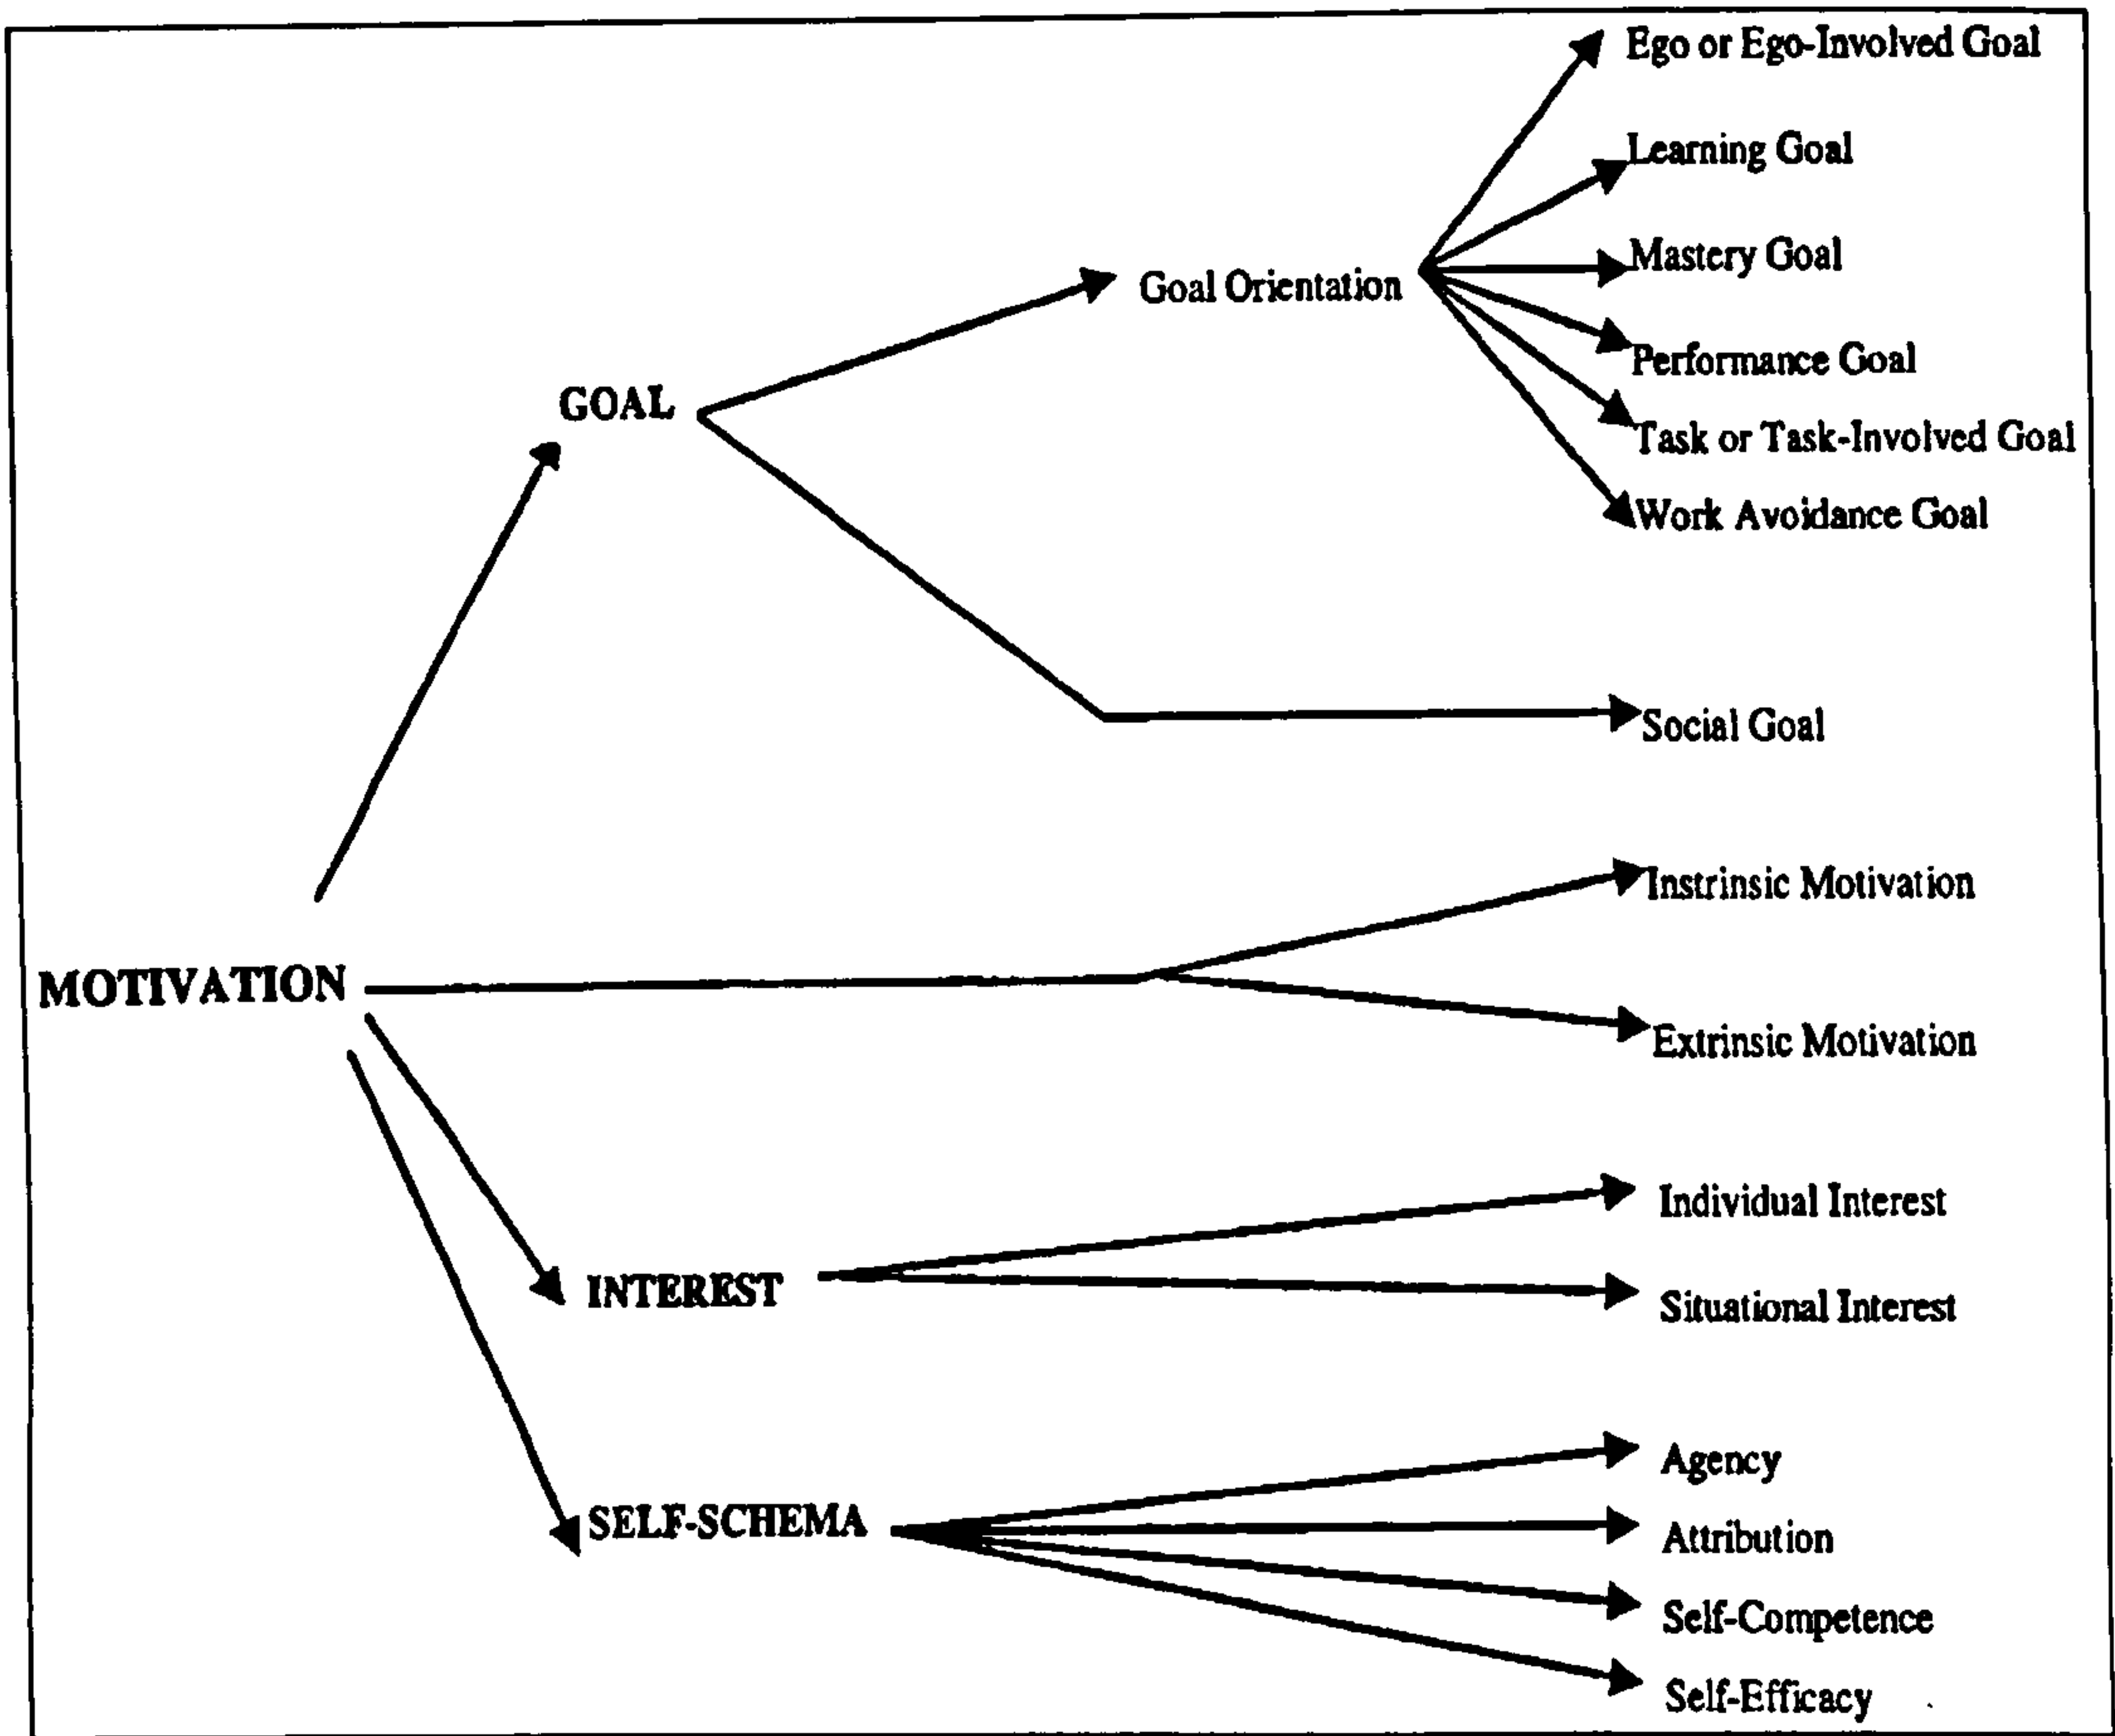 Ego or Ego-Involved Goal
Learning Goal
Mastery Goal
Goal Orientation
Performance Goal
GOAL
Task or Task-Involved Goal
Work Avoidance Goal
Social Goal
Instrinsic Motivation
MOTIVATION
Extrinsic Motivation
Individual Interest
INTEREST
Situational Interest
Agency
SELF-SCHEMA
Attribution
Self-Competence
Self-Efficacy